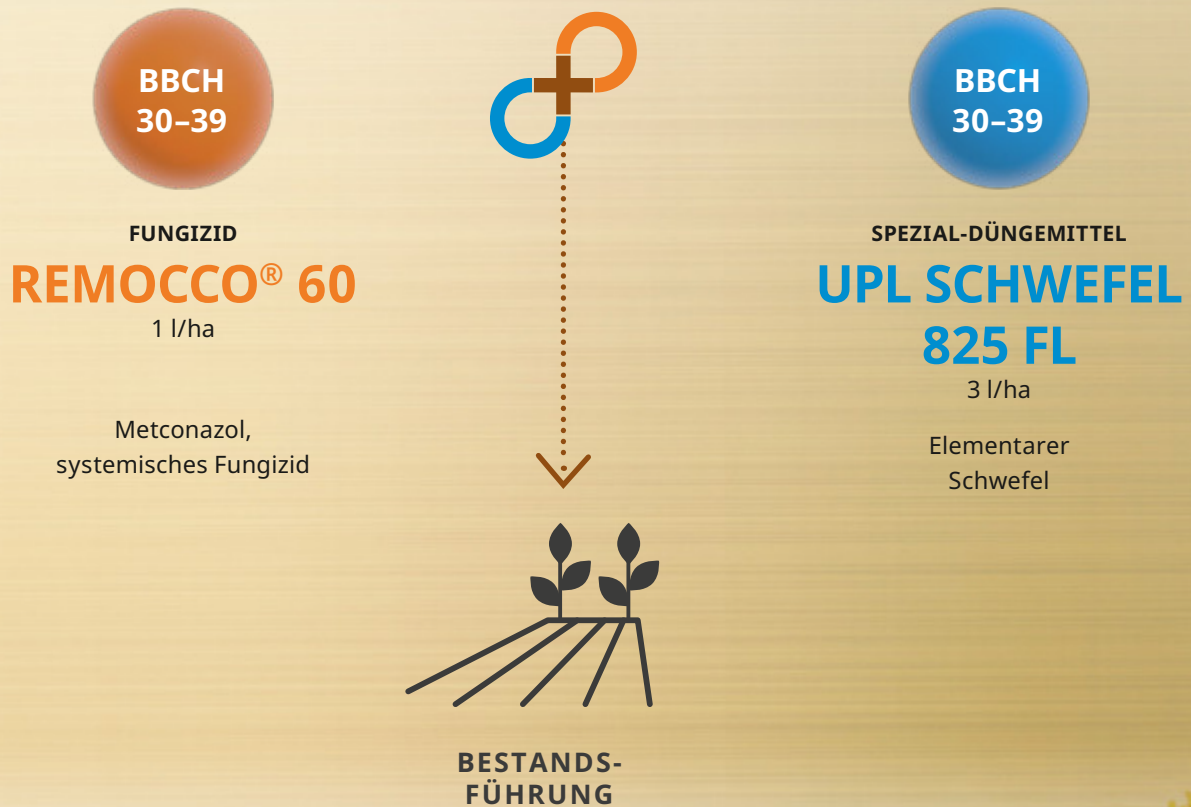 BBCH
30–39
FUNGIZID
REMOCCO® 60
1 l/ha
Metconazol,
systemisches Fungizid
BBCH
30–39
SPEZIAL-DÜNGEMITTEL
UPL SCHWEFEL
825 FL
3 l/ha
Elementarer
Schwefel
BESTANDS-
FÜHRUNG